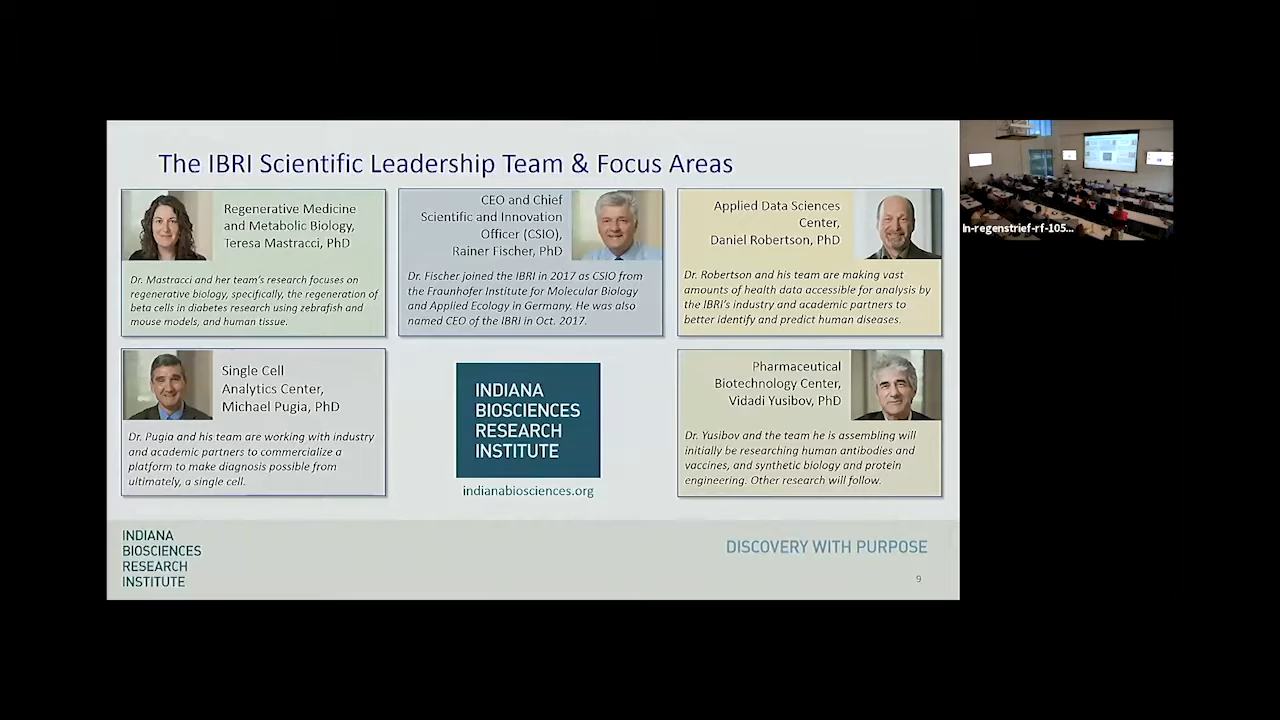 The IBRI Scientific Leadership Team & Focus Areas
Regenerative Medicine
and Metabolic Biology,
Teresa Mastracci, PhD
Dr. Mastracci and her team's research focuses on
regenerative biology, specifically, the regeneration of
beta cells in diabetes research using zebrafish and
mouse models, and human tissue.
CEO and Chief
Scientific and Innovation
Officer (CSIO),
Rainer Fischer, PhD
Dr. Fischer joined the IBRI in 2017 as CSIO from
the Fraunhofer Institute for Molecular Biology
and Applied Ecology in Germany. He was also
named CEO of the IBRI in Oct. 2017.
Applied Data Sciences
Center,
Daniel Robertson, PhD
Dr. Robertson and his team are making vast
amounts of health data accessible for analysis by
the IBRI's industry and academic partners to
better identify and predict human diseases.
In-regenstrief-rf-105...
Single Cell
Analytics Center,
Michael Pugia, PhD
Dr. Pugia and his team are working with industry
and academic partners to commercialize a
platform to make diagnosis possible from
ultimately, a single cell.
INDIANA
BIOSCIENCES
RESEARCH
INSTITUTE
indianabiosciences.org
Pharmaceutical
Biotechnology Center,
Vidadi Yusibov, PhD
Dr. Yusibov and the team he is assembling will
initially be researching human antibodies and
vaccines, and synthetic biology and protein
engineering. Other research will follow.
INDIANA
BIOSCIENCES
RESEARCH
INSTITUTE
DISCOVERY WITH PURPOSE
9